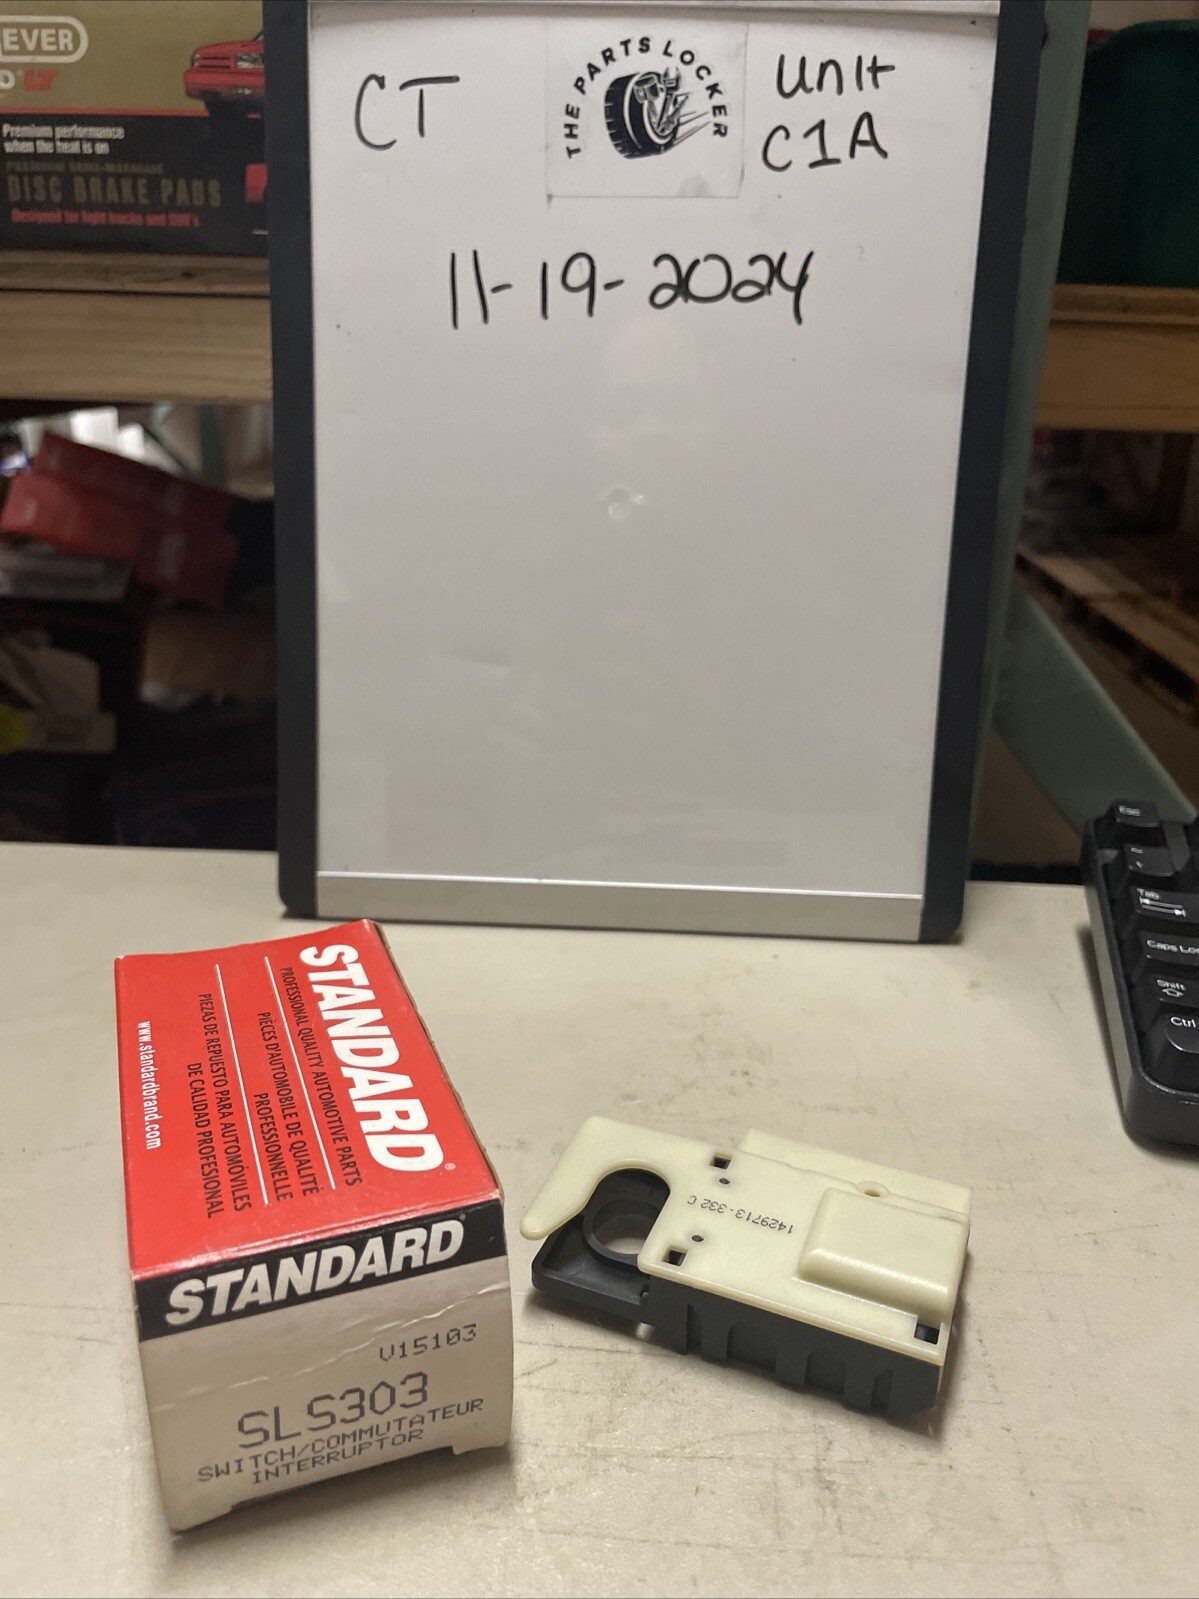 EVER
LT
Premium performance
when the heat is on
DISC BRAKE PADS
Designed for light trucks and SUV's
CT
THE PARTS LOCKER
Unit
C1A
11-19-2024
Esc
Tab
Caps Loc
Shift
Ctrl
STANDARD
PROFESSIONAL QUALITY AUTOMOTIVE PARTS
PIÈCES D'AUTOMOBILE DE QUALITÉ
PROFESSIONNELLE
PIEZAS DE REPUESTO PARA AUTOMÓVILES
DE CALIDAD PROFESIONAL
www.standardbrand.com
STANDARD
V15103
SLS303
SWITCH/COMMUTATEUR
INTERRUPTOR
1429713-332 C